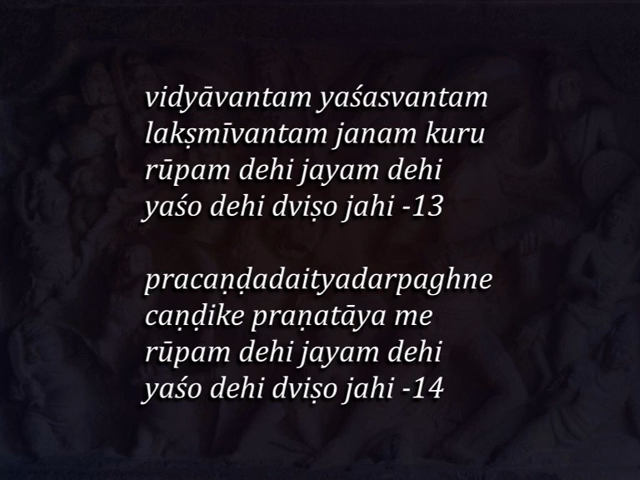 vidyāvantam yaśasvantam
lakṣmīvantam janam kuru
rūpam dehi jayam dehi
yaśo dehi dviṣo jahi -13
pracaṇḍadaityadarpaghne
caṇḍike praṇatāya me
rūpam dehi jayam dehi
yaśo dehi dviṣo jahi -14